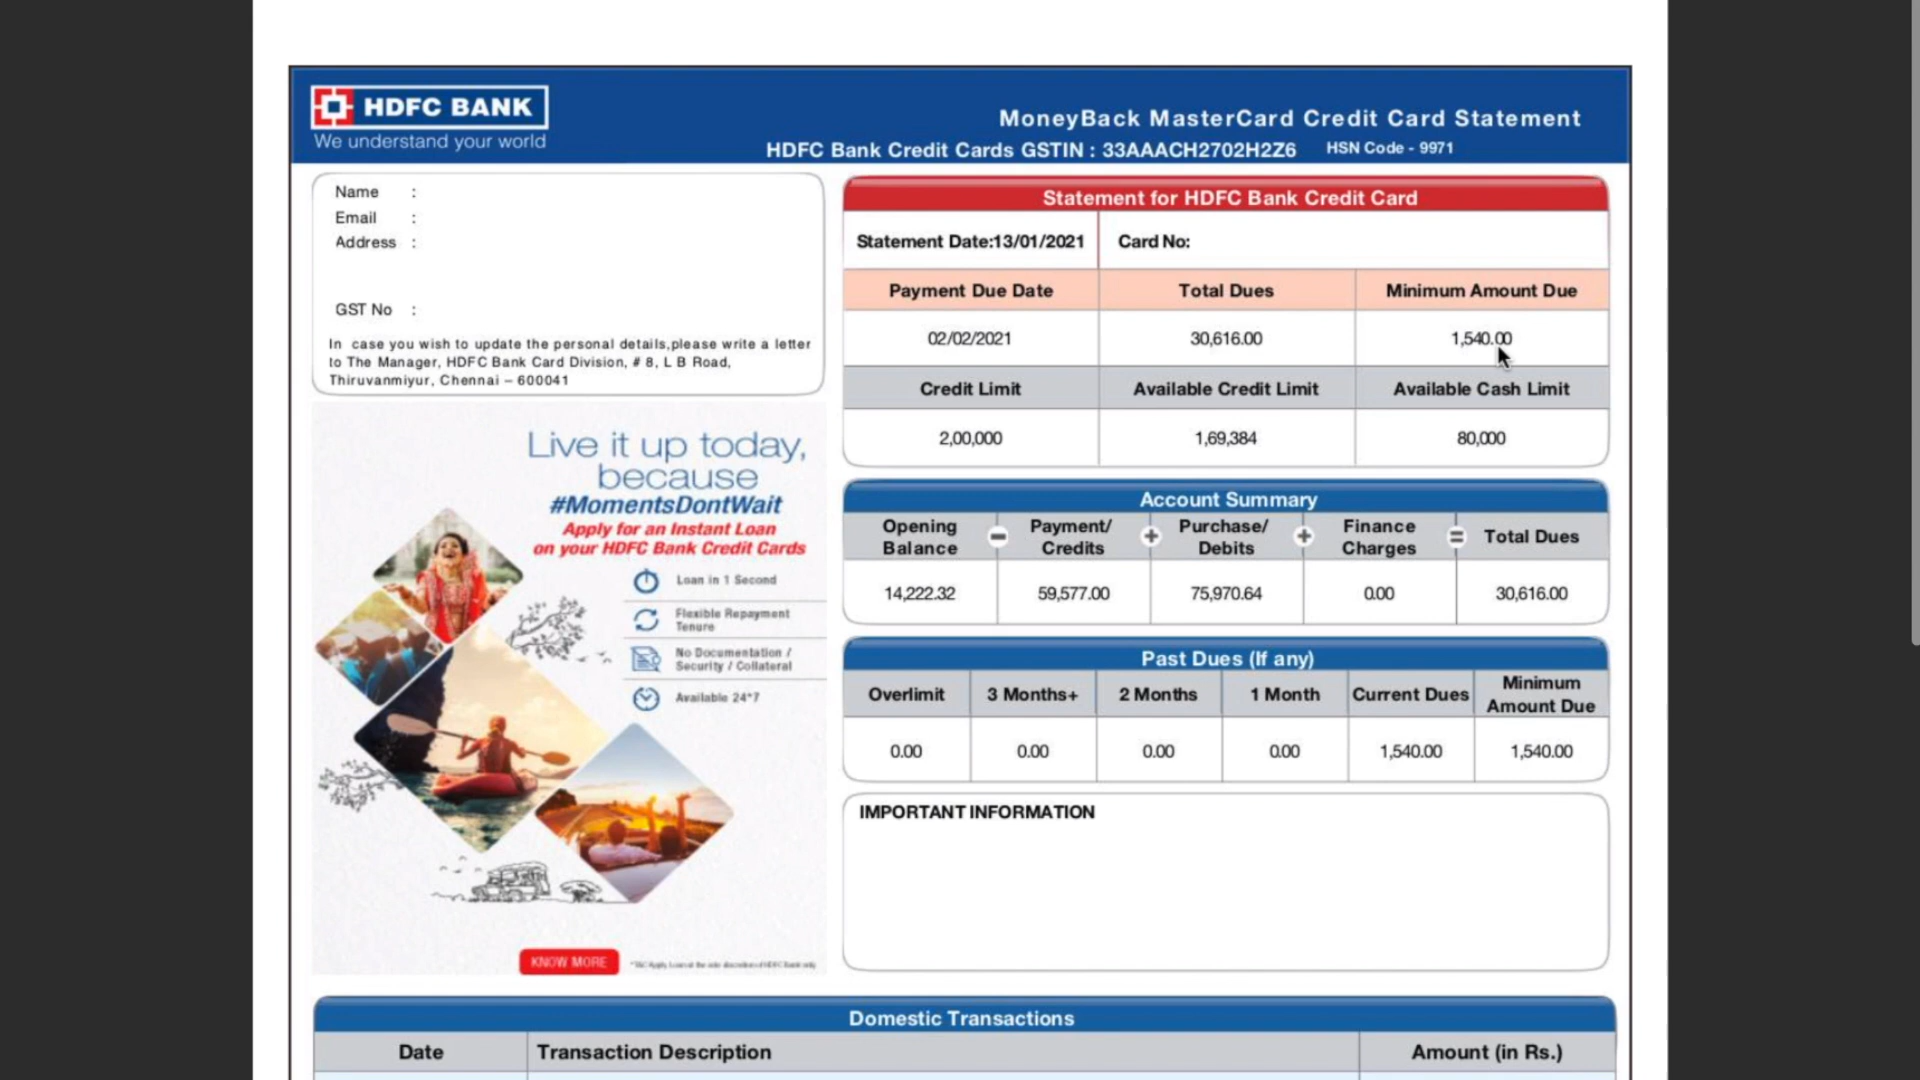 HDFC BANK
We understand your world
MoneyBack MasterCard Credit Card Statement
HDFC Bank Credit Cards GSTIN : 33AAACH2702H2Z6 HSN Code - 9971
Name :
Email :
Address :
GST No :
In case you wish to update the personal details,please write a letter
to The Manager, HDFC Bank Card Division, # 8, L B Road,
Thiruvanmiyur, Chennai – 600041
Live it up today,
because
#MomentsDontWait
Apply for an Instant Loan
on your HDFC Bank Credit Cards
Loan in 1 Second
Flexible Repayment
Tenure
No Documentation /
Security / Collateral
Available 24*7
KNOW MORE
Statement for HDFC Bank Credit Card
Statement Date:13/01/2021 Card No:
Payment Due Date Total Dues Minimum Amount Due
02/02/2021 30,616.00 1,540.00
Credit Limit Available Credit Limit Available Cash Limit
2,00,000 1,69,384 80,000
Account Summary
Opening Balance - Payment/ Credits + Purchase/ Debits + Finance Charges = Total Dues
14,222.32 59,577.00 75,970.64 0.00 30,616.00
Past Dues (If any)
Overlimit 3 Months+ 2 Months 1 Month Current Dues Minimum Amount Due
0.00 0.00 0.00 0.00 1,540.00 1,540.00
IMPORTANT INFORMATION
Domestic Transactions
Date Transaction Description Amount (in Rs.)